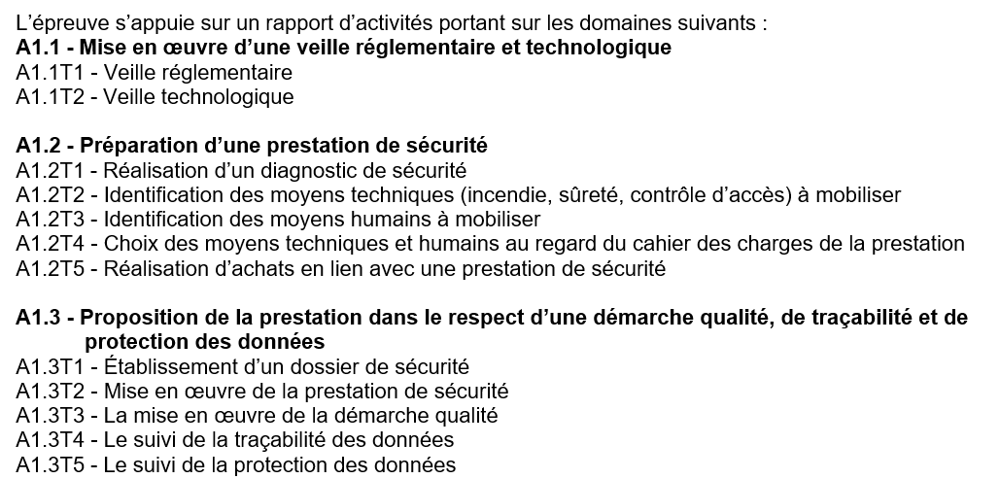 L’épreuve s’appuie sur un rapport d’activités portant sur les domaines suivants :
A1.1 - Mise en œuvre d’une veille réglementaire et technologique
A1.1T1 - Veille réglementaire
A1.1T2 - Veille technologique
A1.2 - Préparation d’une prestation de sécurité
A1.2T1 - Réalisation d’un diagnostic de sécurité
A1.2T2 - Identification des moyens techniques (incendie, sûreté, contrôle d’accès) à mobiliser
A1.2T3 - Identification des moyens humains à mobiliser
A1.2T4 - Choix des moyens techniques et humains au regard du cahier des charges de la prestation
A1.2T5 - Réalisation d’achats en lien avec une prestation de sécurité
A1.3 - Proposition de la prestation dans le respect d’une démarche qualité, de traçabilité et de
protection des données
A1.3T1 - Établissement d’un dossier de sécurité
A1.3T2 - Mise en œuvre de la prestation de sécurité
A1.3T3 - La mise en œuvre de la démarche qualité
A1.3T4 - Le suivi de la traçabilité des données
A1.3T5 - Le suivi de la protection des données